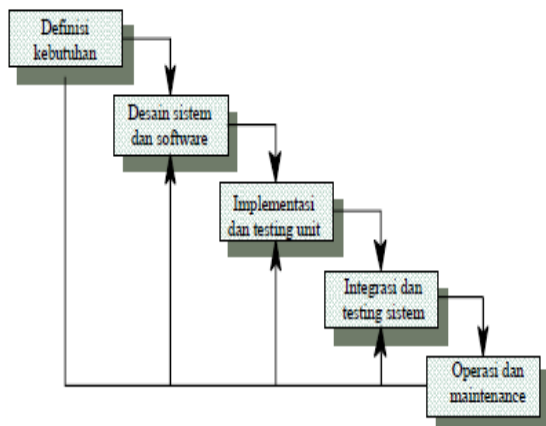 Definisi
kebutuhan
Desain sistem
dan software
Implementasi
dan testing unit
Integrasi dan
testing sistem
Operasi dan
maintenance